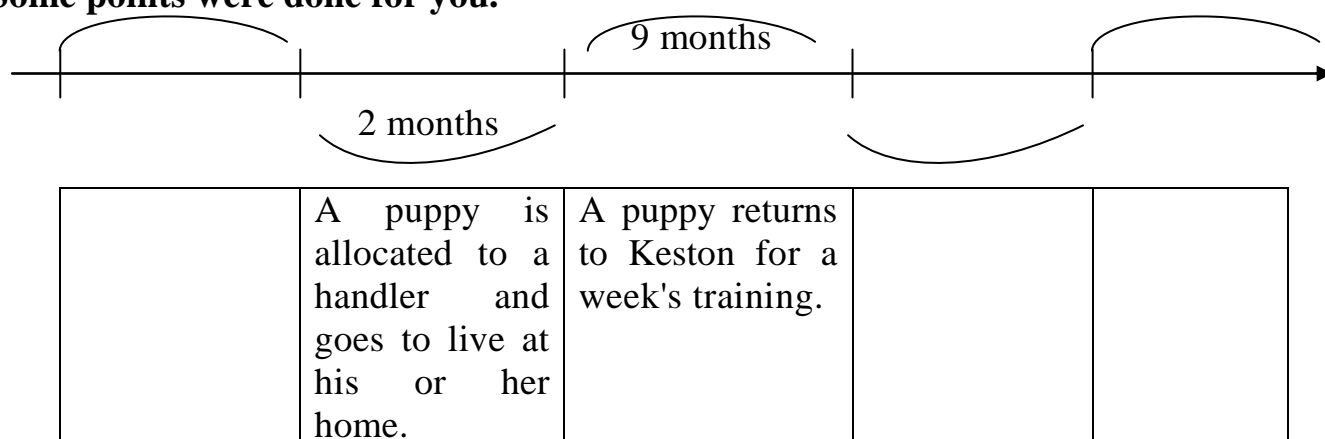 some points were done for you.
9 months
2 months
A puppy is
allocated to a
handler and
goes to live at
his or her
home.
A puppy returns
to Keston for a
week's training.